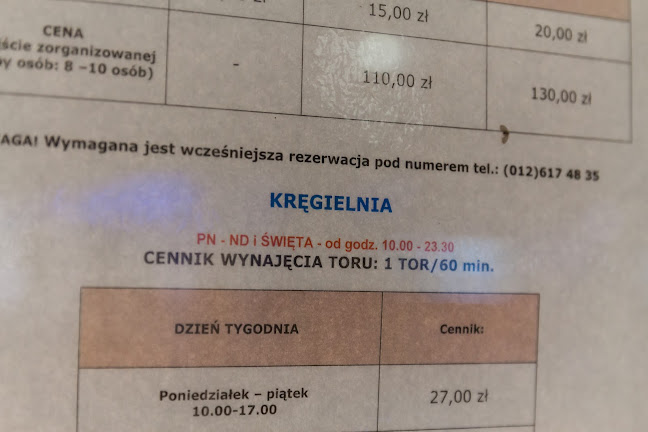 15,00 zł
20,00 zł
CENA
zorganizowanej
osób: 8 –10 osób)
-
110,00 zł
130,00 zł
Wymagana jest wcześniejsza rezerwacja pod numerem tel.: (012)617 48 35
KRĘGIELNIA
PN - ND i ŚWIĘTA - od godz. 10.00 - 23.30
CENNIK WYNAJĘCIA TORU: 1 TOR/60 min.
DZIEŃ TYGODNIA
Cennik:
Poniedziałek – piątek
10.00-17.00
27,00 zł